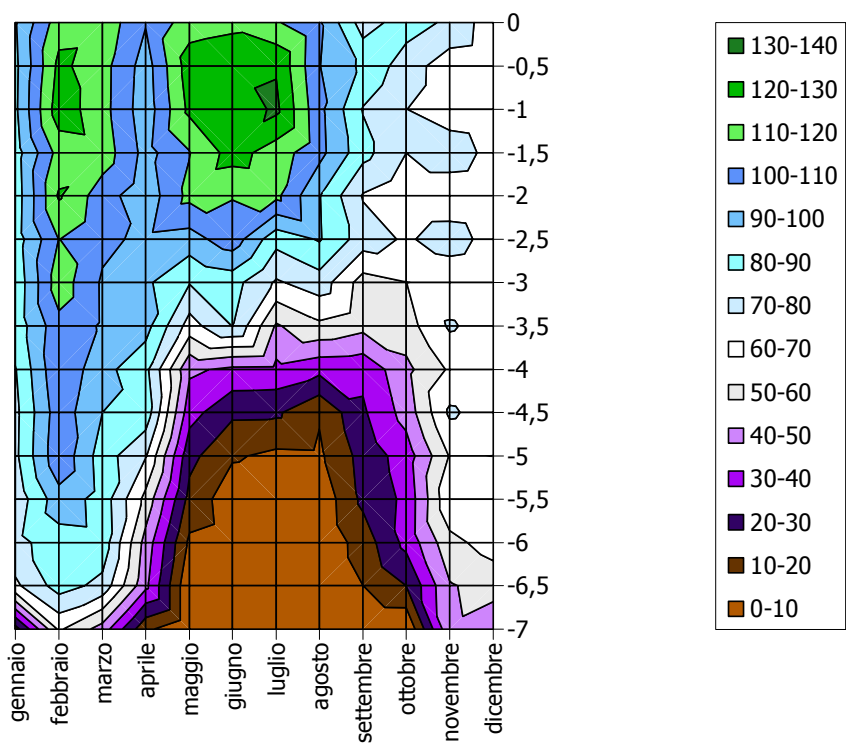 0
-0,5
-1
-1,5
-2
-2,5
-3
-3,5
-4
-4,5
-5
-5,5
-6
-6,5
-7
gennaio
febbraio
marzo
aprile
maggio
giugno
luglio
agosto
settembre
ottobre
novembre
dicembre
130-140
120-130
110-120
100-110
90-100
80-90
70-80
60-70
50-60
40-50
30-40
20-30
10-20
0-10